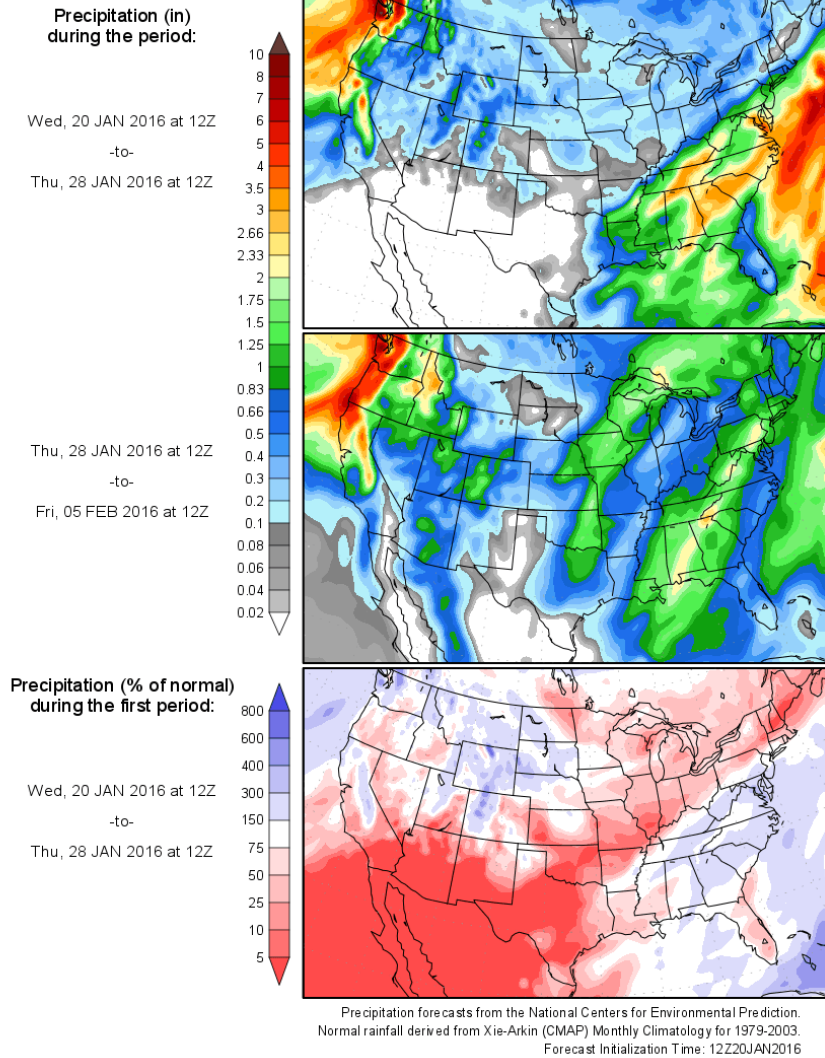 Precipitation (in)
during the period:
Wed, 20 JAN 2016 at 12Z
-to-
Thu, 28 JAN 2016 at 12Z
10
8
7
6
5
4
3.5
3
2.66
2.33
2
1.75
1.5
1.25
1
0.83
0.66
0.5
0.4
0.3
0.2
0.1
0.08
0.06
0.04
0.02
Thu, 28 JAN 2016 at 12Z
-to-
Fri, 05 FEB 2016 at 12Z
Precipitation (% of normal)
during the first period:
Wed, 20 JAN 2016 at 12Z
-to-
Thu, 28 JAN 2016 at 12Z
800
600
400
300
150
75
50
25
10
5
Precipitation forecasts from the National Centers for Environmental Prediction.
Normal rainfall derived from Xie-Arkin (CMAP) Monthly Climatology for 1979-2003.
Forecast Initialization Time: 12Z20JAN2016